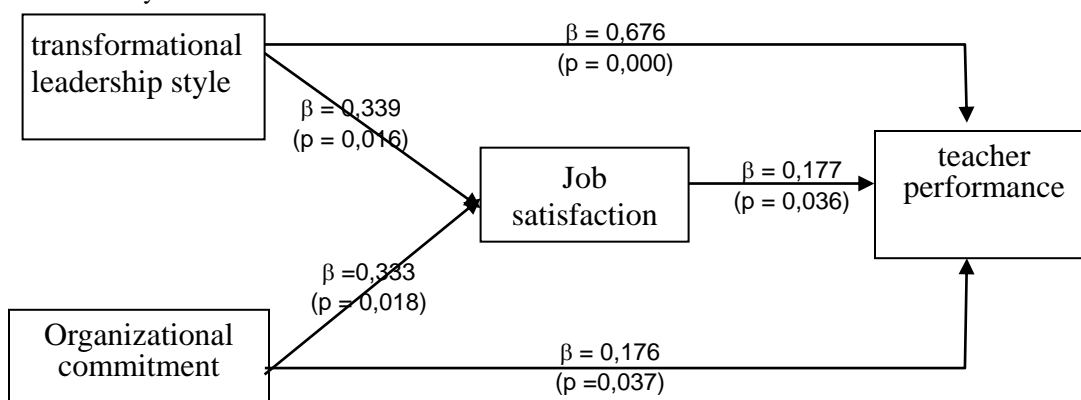 transformational
leadership style
β = 0,676
(p = 0,000)
β = 0,339
(p = 0,016)
Job
satisfaction
β = 0,177
(p = 0,036)
teacher
performance
β =0,333
(p = 0,018)
Organizational
commitment
β = 0,176
(p =0,037)